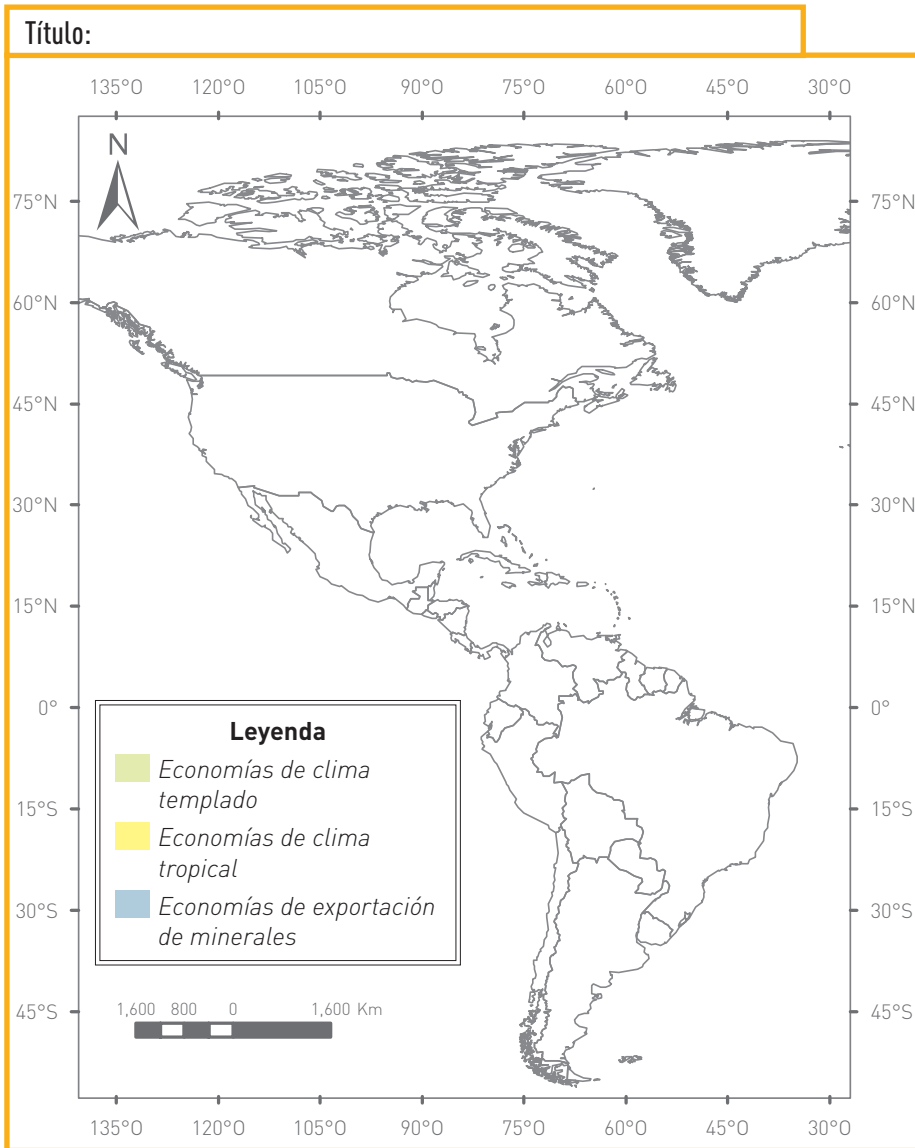 Título:
135°O 120°O 105°O 90°O 75°O 60°O 45°O 30°O
N
75°N 75°N
60°N 60°N
45°N 45°N
30°N 30°N
15°N 15°N
0° 0°
Leyenda
Economías de clima
templado
Economías de clima
tropical
Economías de exportación
de minerales
15°S 15°S
30°S 30°S
1,600 800 0 1,600 Km
45°S 45°S
135°O 120°O 105°O 90°O 75°O 60°O 45°O 30°O